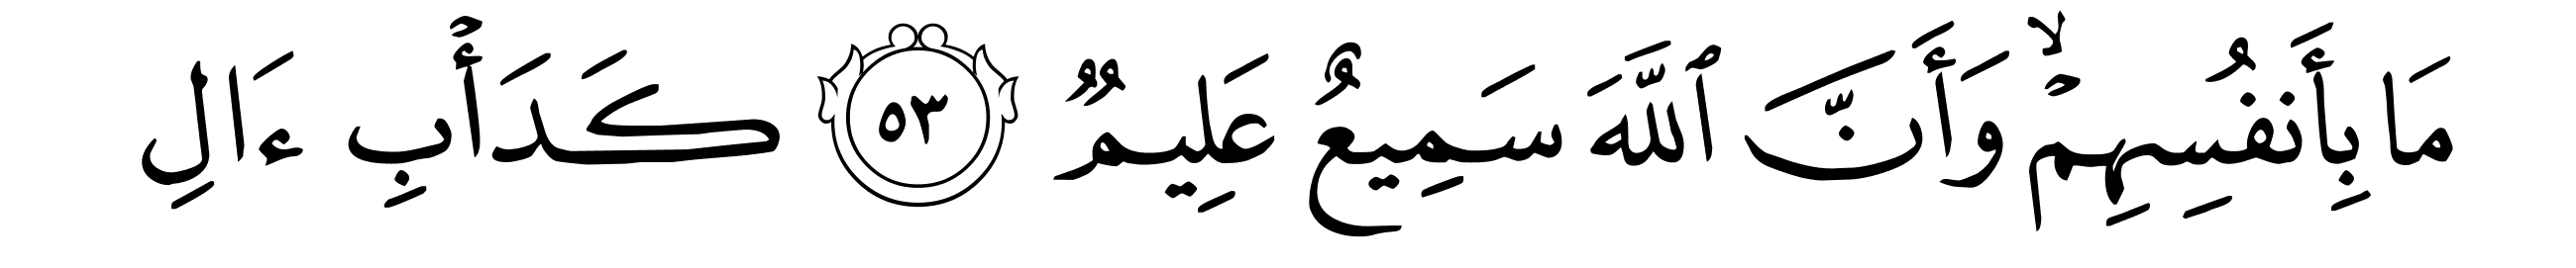 مَا بِأَنفُسِهِمْ ۙ وَأَنَّ ٱللَّهَ سَمِيعٌ عَلِيمٌ ٥٣ كَدَأْبِ ءَالِ